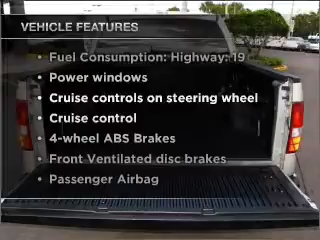 VEHICLE FEATURES
• Fuel Consumption: Highway: 19
• Power windows
• Cruise controls on steering wheel
• Cruise control
• 4-wheel ABS Brakes
• Front Ventilated disc brakes
• Passenger Airbag